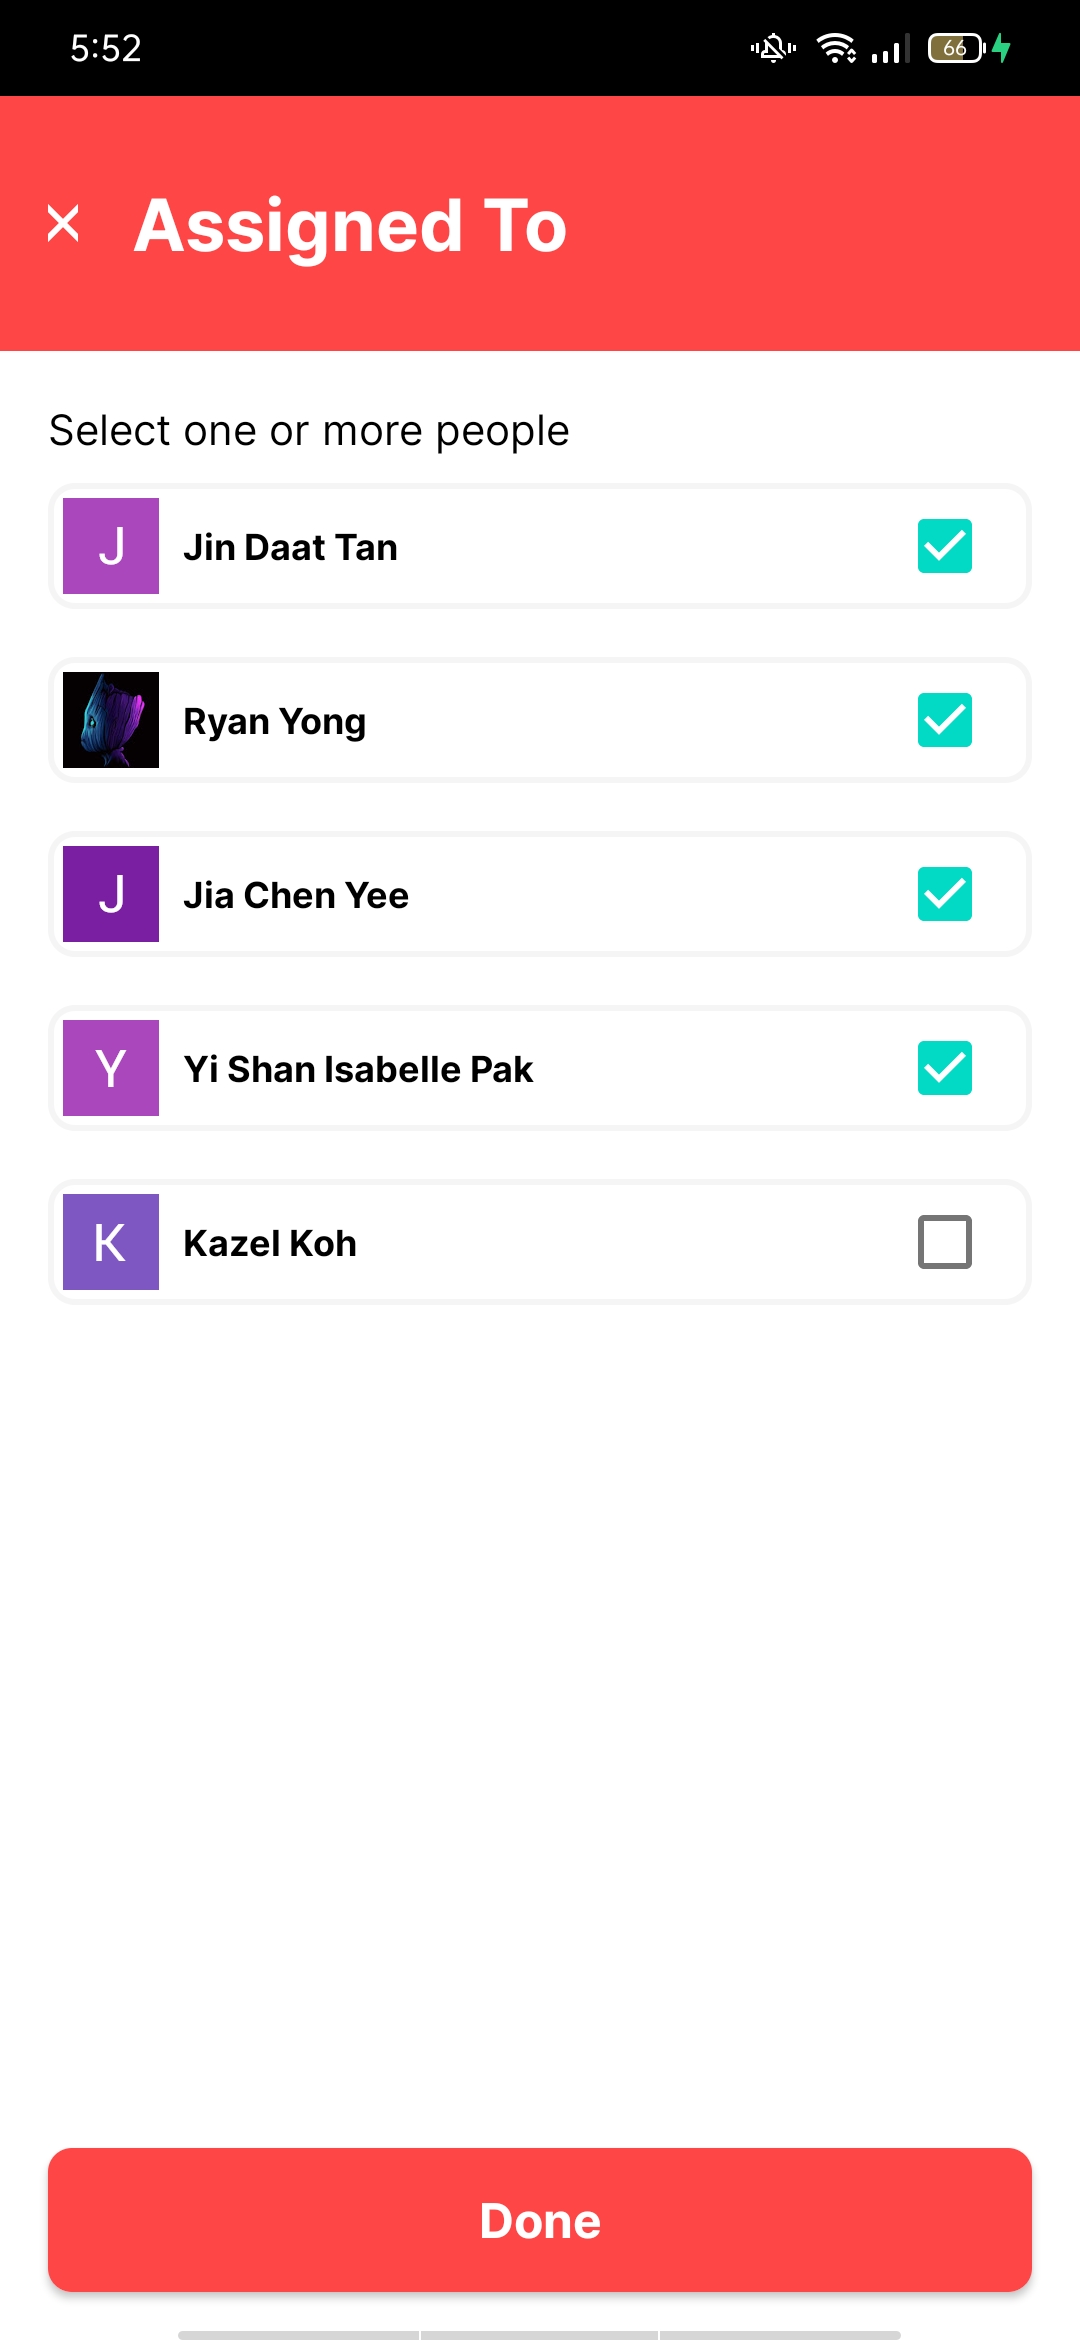 5:52
66
Assigned To
Select one or more people
J
Jin Daat Tan
Ryan Yong
J
Jia Chen Yee
Y
Yi Shan Isabelle Pak
K
Kazel Koh
Done